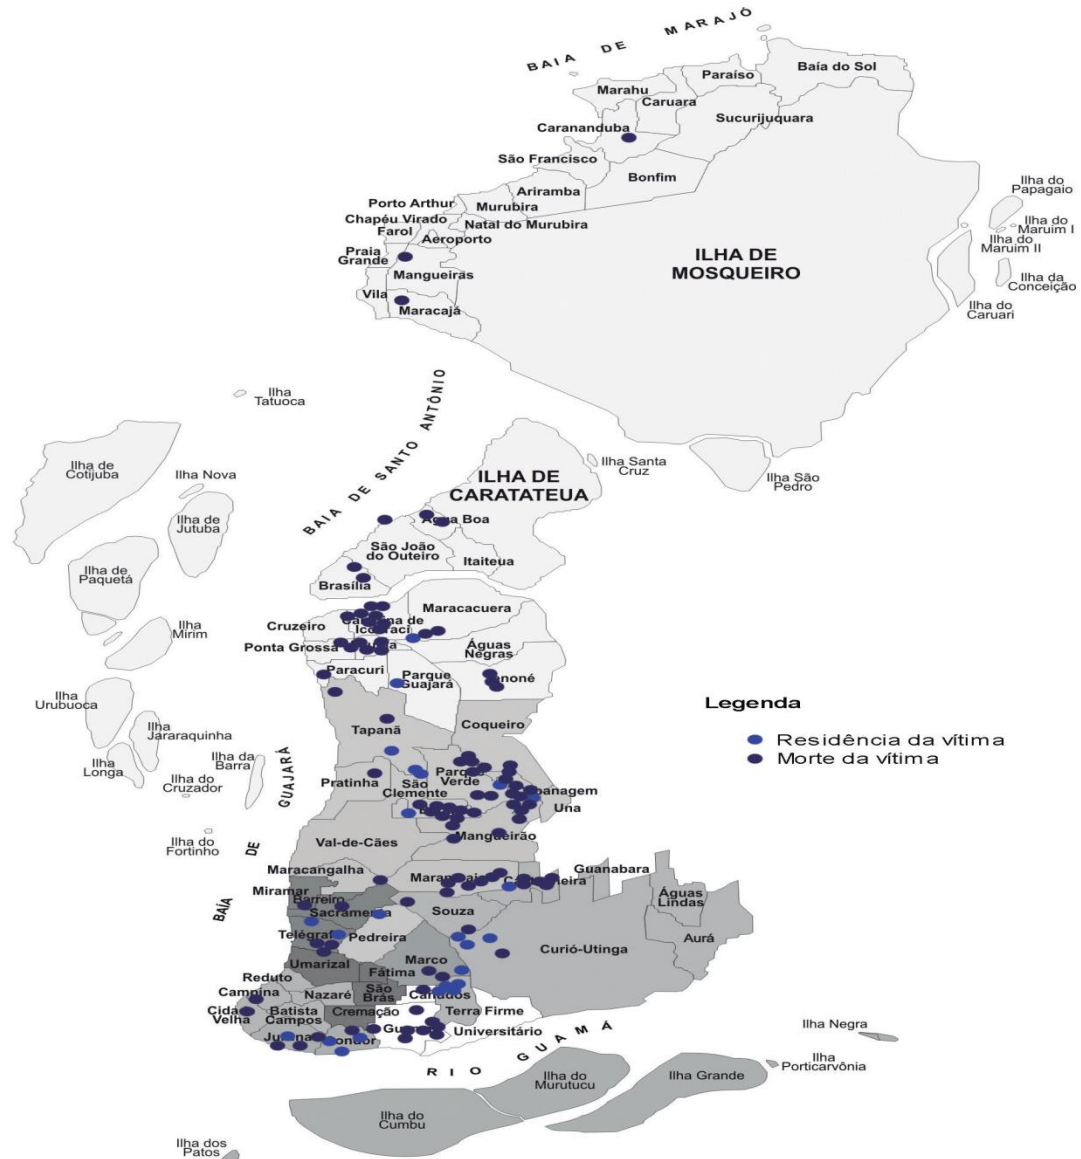 BAIA DE MARAJÓ
Baía do Sol
Paraíso
Marahu
Caruara
Sucurijuquara
Carananduba
São Francisco
Bonfim
Ariramba
Porto Arthur
Murubira
Chapéu Virado
Natal do Murubira
Farol
Aeroporto
Praia
Grande
Mangueiras
Vila
Maracajá
ILHA DE
MOSQUEIRO
Ilha do
Papagaio
Ilha do
Maruim I
Ilha do
Maruim II
Ilha da
Conceição
Ilha do
Caruari
Ilha
Tatuoca
BAIA DE SANTO ANTÔNIO
Ilha de
Cotijuba
Ilha Nova
Ilha de
Jutuba
Ilha de
Paquetá
Ilha
Mirim
Ilha
Urubuoca
Ilha
Jararaquinha
Ilha
Longa
Ilha da
Barra
Ilha do
Cruzador
Ilha do
Fortinho
ILHA DE
CARATATEUA
Ilha Santa
Cruz
Ilha São
Pedro
Água Boa
São João
do Outeiro
Itaiteua
Brasília
Maracacuera
Cruzeiro
de
Icoaraci
Ponta Grossa
Águas
Negras
Paracuri
Parque
Guajará
Legenda
Residência da vítima
Morte da vítima
Tapanã
Coqueiro
Pratinha
São
Clemente
Parque
Verde
Una
Mangueirão
Val-de-Cães
BAÍA DE GUAJARÁ
Maracangalha
Guanabara
Miramar
Barreiro
Sacramenta
Souza
Águas
Lindas
Aurá
Telégrafo
Pedreira
Curió-Utinga
Umarizal
Marco
Fátima
Reduto
São
Brás
Campina
Nazaré
Canudos
Cidade
Velha
Batista
Campos
Cremação
Terra Firme
Universitário
RIO GUAMÁ
Ilha Negra
Ilha
Porticarvônia
Ilha do
Murutucu
Ilha Grande
Ilha do
Cumbu
Ilha dos
Patos